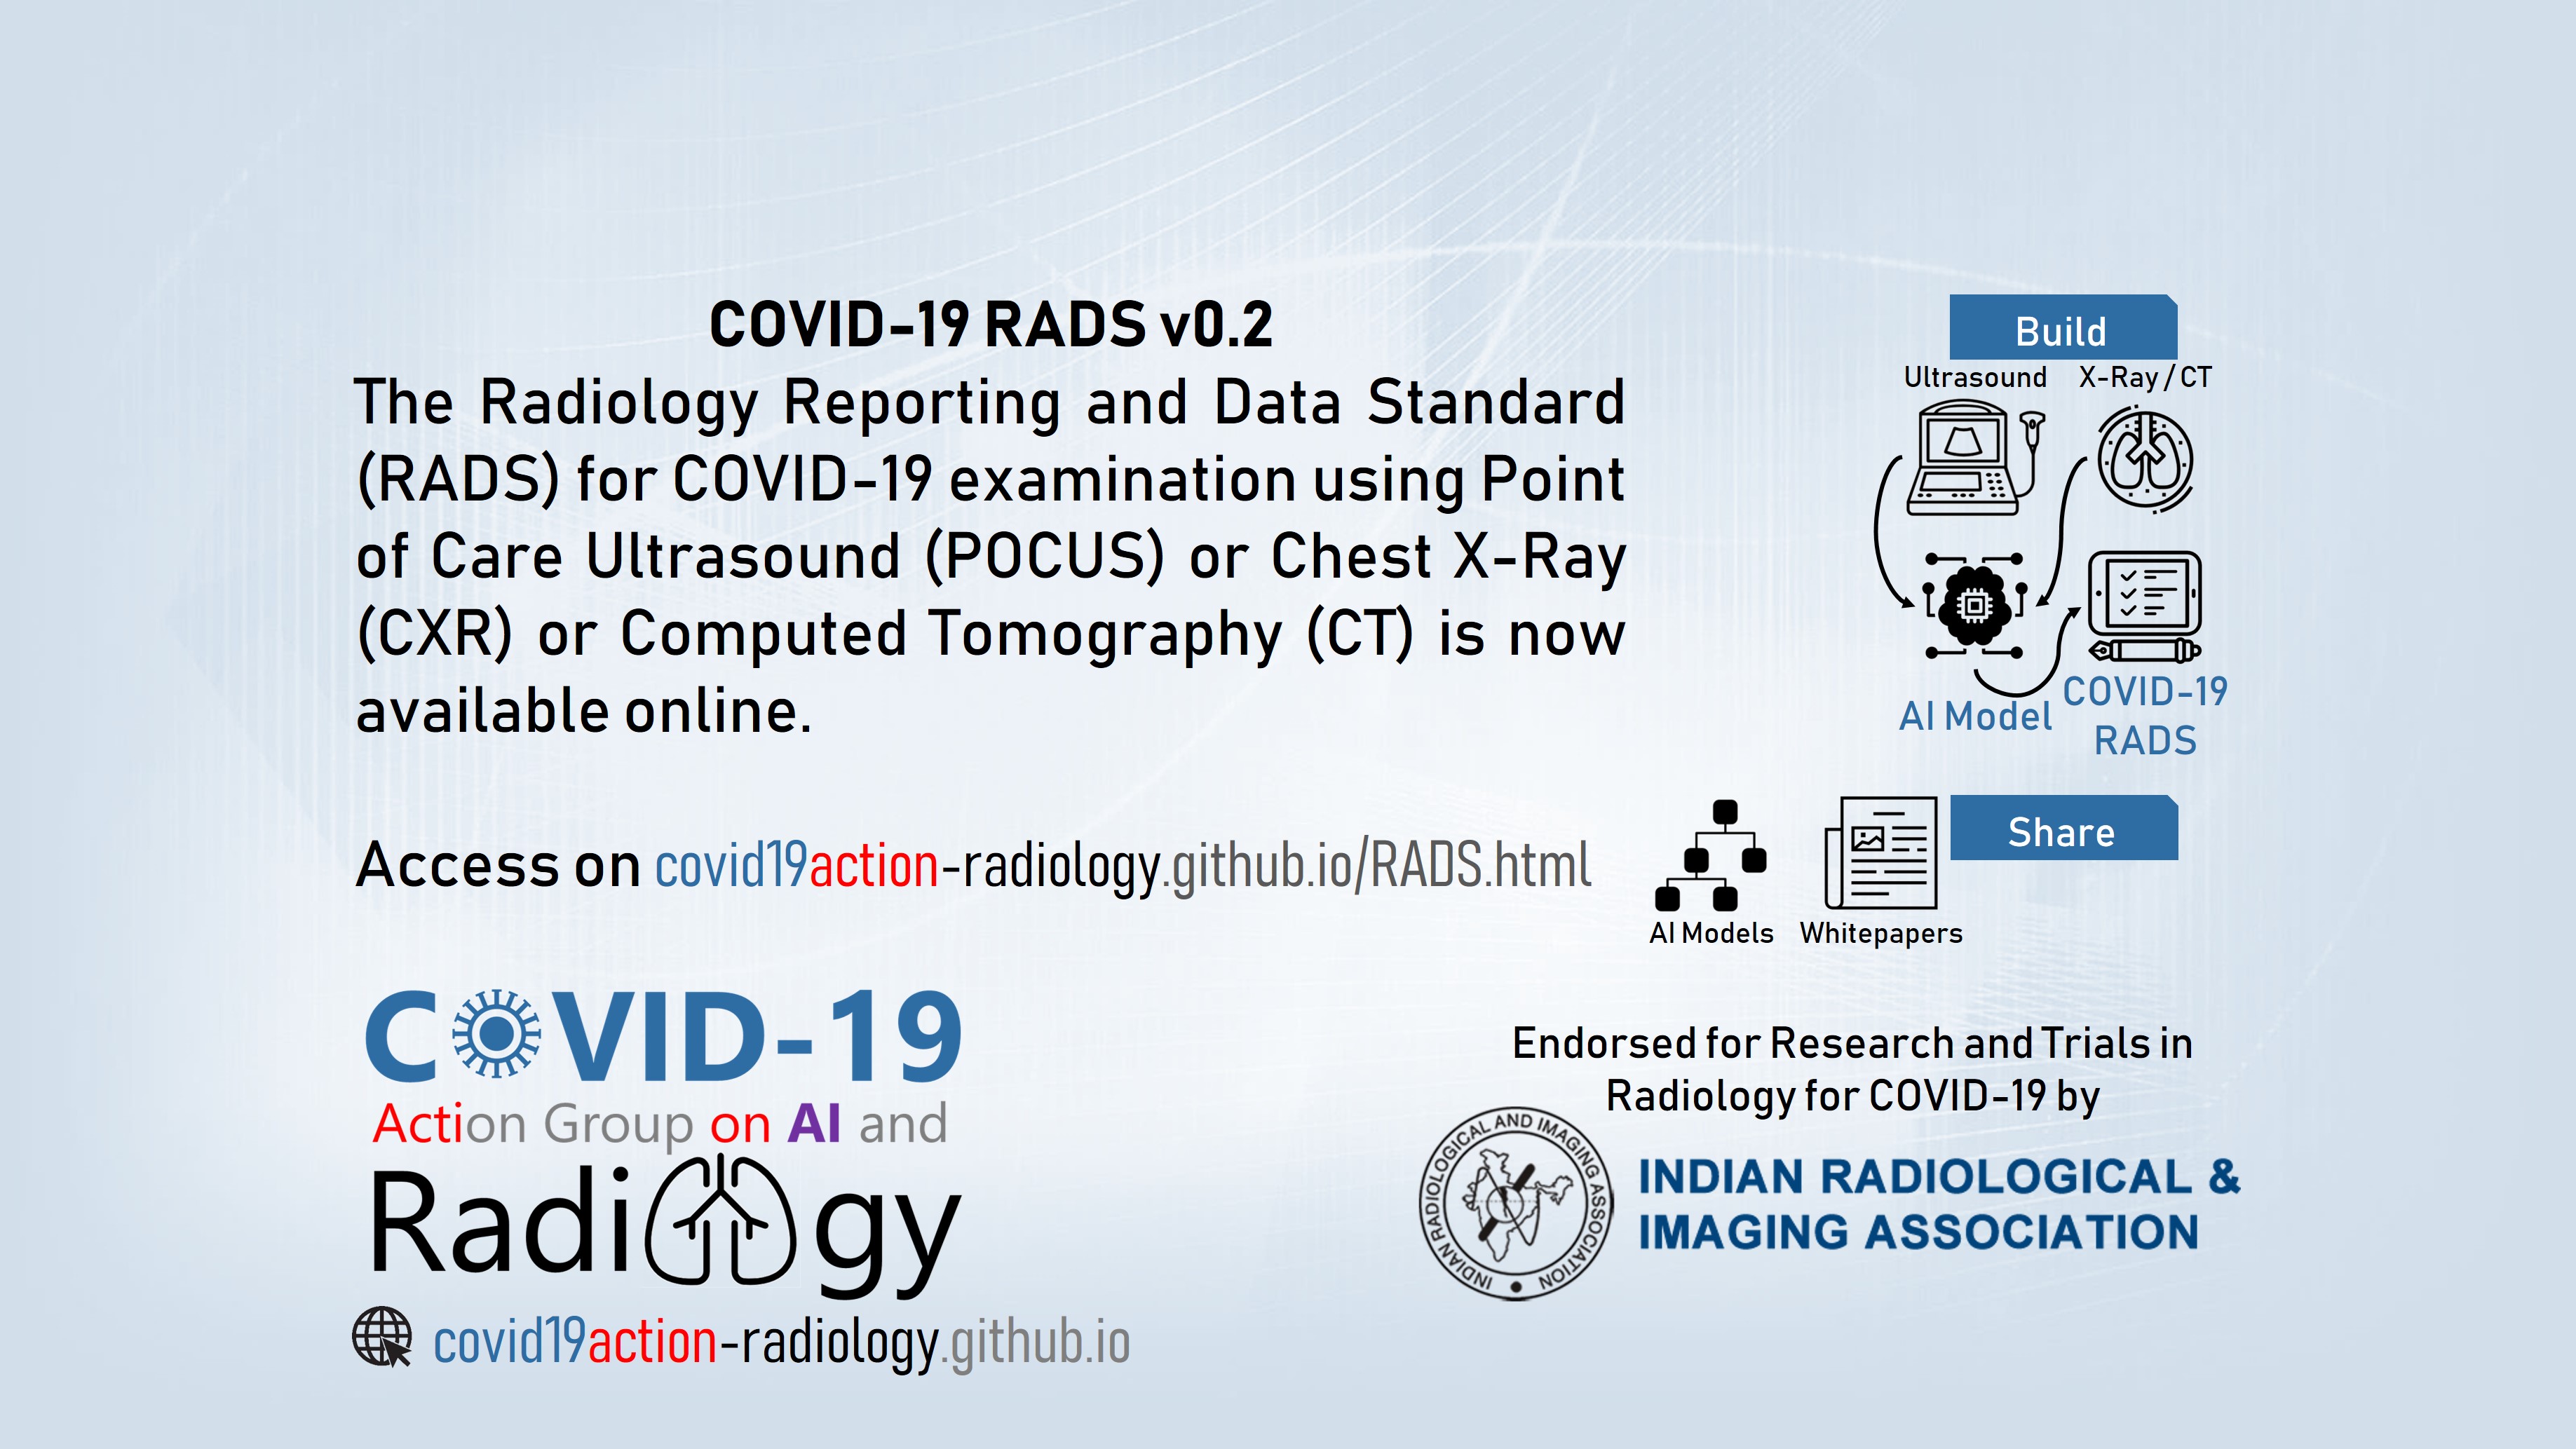 COVID-19 RADS v0.2
The Radiology Reporting and Data Standard
(RADS) for COVID-19 examination using Point
of Care Ultrasound (POCUS) or Chest X-Ray
(CXR) or Computed Tomography (CT) is now
available online.
Access on covid19action-radiology.github.io/RADS.html
Build
Ultrasound X-Ray / CT
AI Model
COVID-19
RADS
Share
AI Models Whitepapers
COVID-19
Action Group on AI and
Radiology
covid19action-radiology.github.io
Endorsed for Research and Trials in
Radiology for COVID-19 by
INDIAN RADIOLOGICAL AND IMAGING ASSOCIATION
INDIAN RADIOLOGICAL &
IMAGING ASSOCIATION